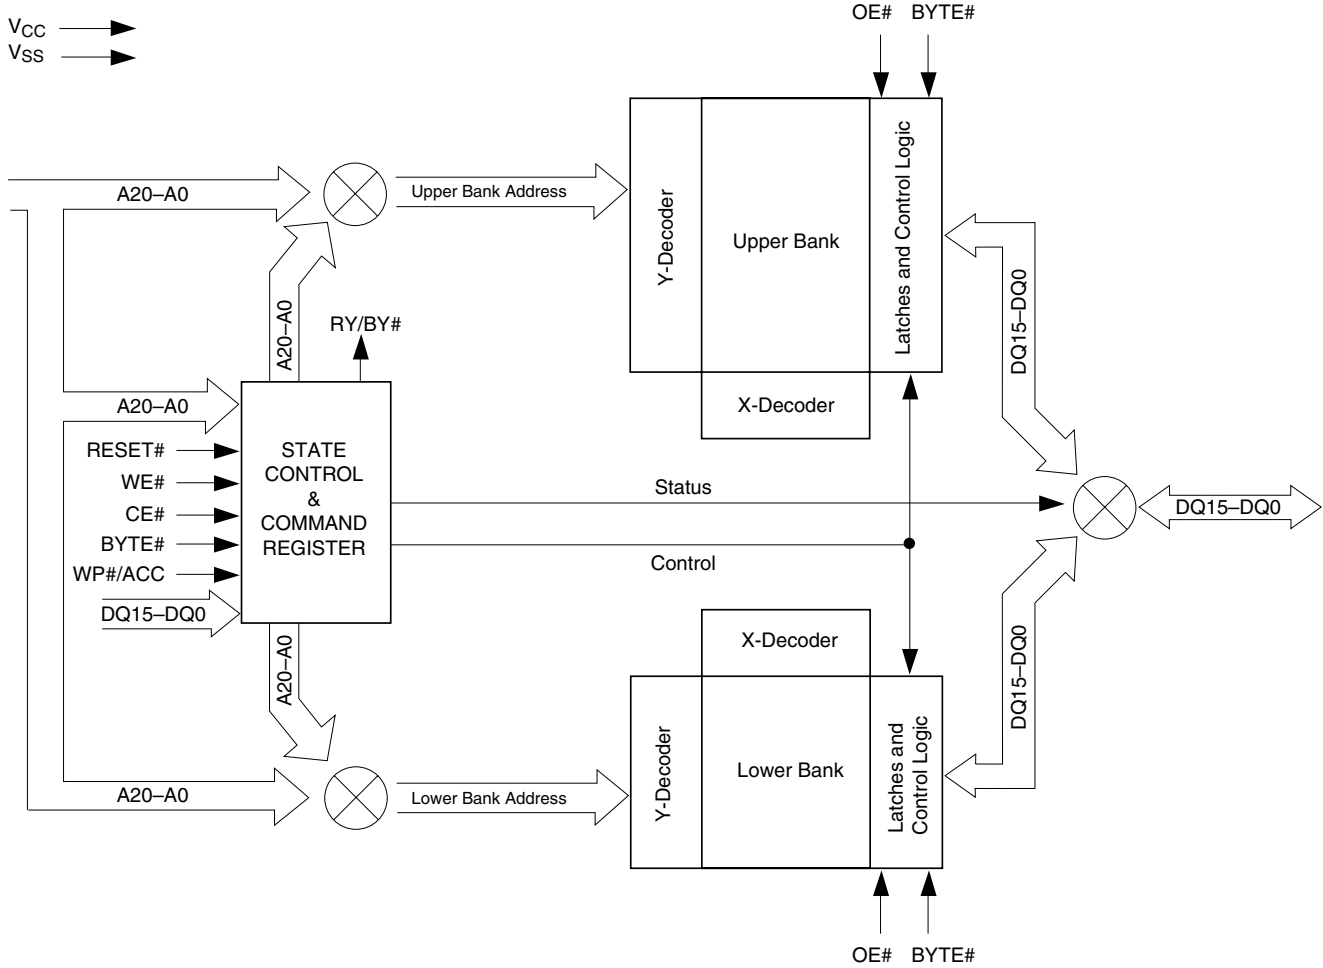 VCC
VSS
OE# BYTE#
A20–A0
Upper Bank Address
Y-Decoder
Upper Bank
Latches and Control Logic
X-Decoder
A20–A0
RY/BY#
DQ15–DQ0
A20–A0
RESET#
WE#
CE#
BYTE#
WP#/ACC
DQ15–DQ0
STATE
CONTROL
&
COMMAND
REGISTER
Status
Control
DQ15–DQ0
A20–A0
X-Decoder
DQ15–DQ0
A20–A0
Lower Bank Address
Y-Decoder
Lower Bank
Latches and
Control Logic
OE# BYTE#